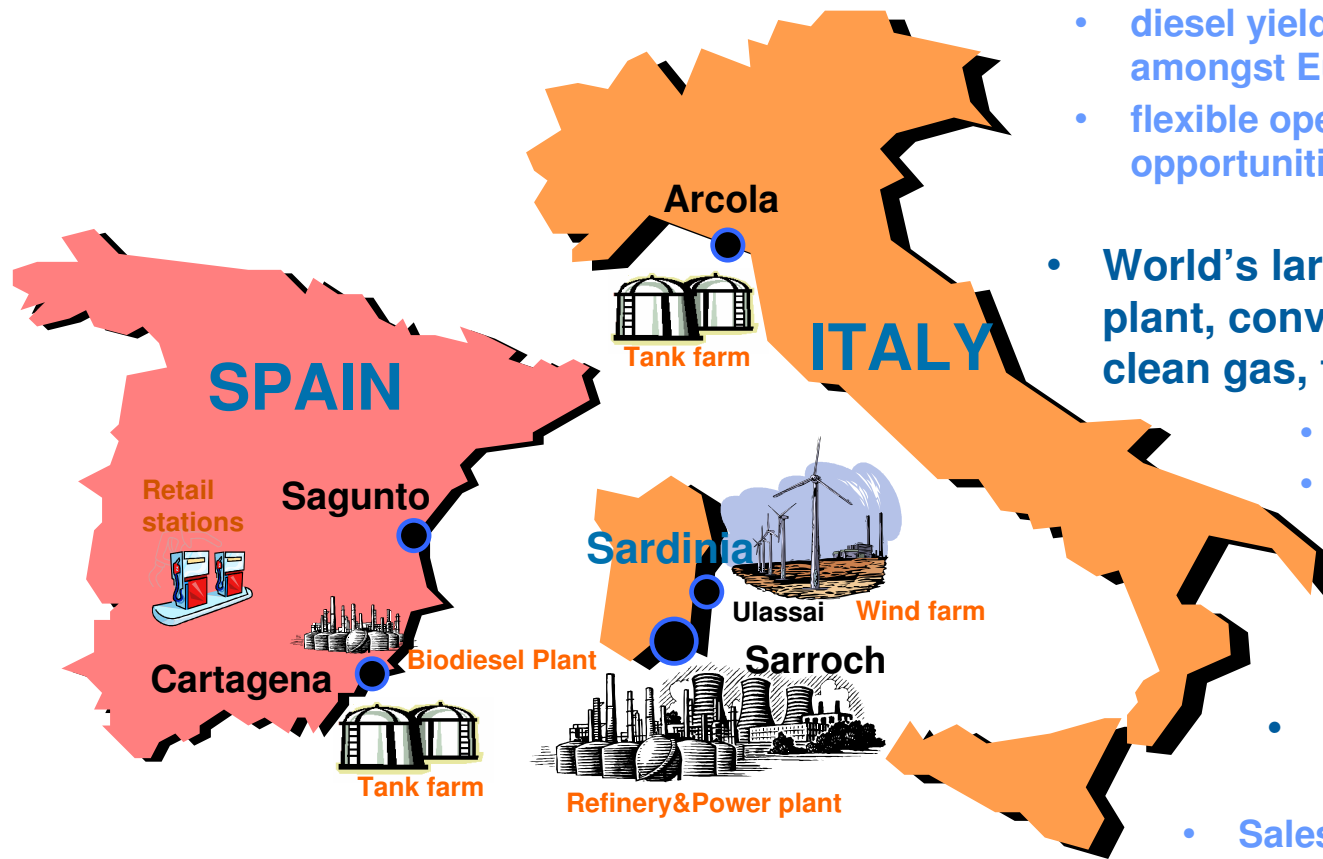 • diesel yield
amongst E
• flexible ope
opportuniti
Arcola
• World's lar
plant, conv
clean gas, t
Tank farm
ITALY
SPAIN
•
•
Retail
stations
Sagunto
Sardinia
Ulassai
Wind farm
Biodiesel Plant
Sarroch
Cartagena
•
Tank farm
Refinery&Power plant
• Sales